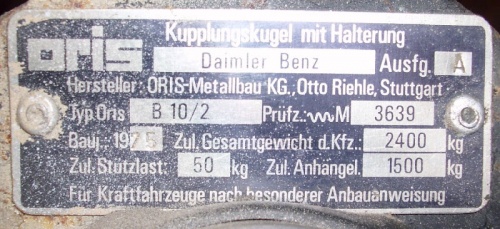 oris Kupplungskugel mit Halterung
Daimler Benz Ausfg. A
Hersteller: ORIS-Metallbau KG., Otto Riehle, Stuttgart
Typ Oris B 10/2 Prüfz.: M 3639
Bauj. 1975 Zul. Gesamtgewicht d. Kfz.: 2400 kg
Zul. Stützlast: 50 kg Zul. Anhängel. 1500 kg
Für Kraftfahrzeuge nach besonderer Anbauanweisung